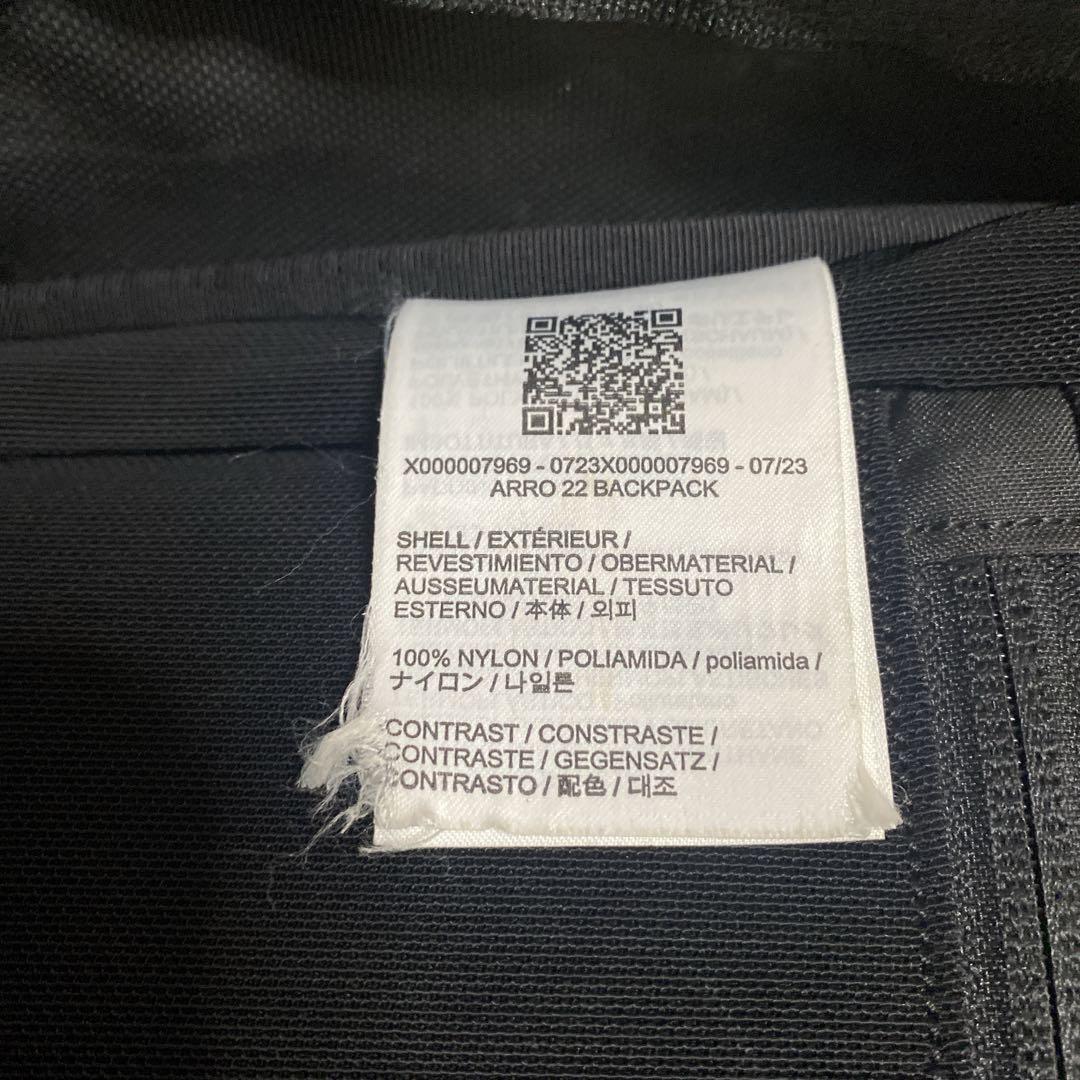 X000007969 - 0723X000007969 - 07/23
ARRO 22 BACKPACK
SHELL / EXTÉRIEUR /
REVESTIMIENTO / OBERMATERIAL /
AUSSEUMATERIAL / TESSUTO
ESTERNO / 本体 / 외피
100% NYLON / POLIAMIDA / poliamida /
ナイロン / 나일론
CONTRAST / CONSTRASTE /
CONTRASTE / GEGENSATZ /
CONTRASTO / 配色 / 대조